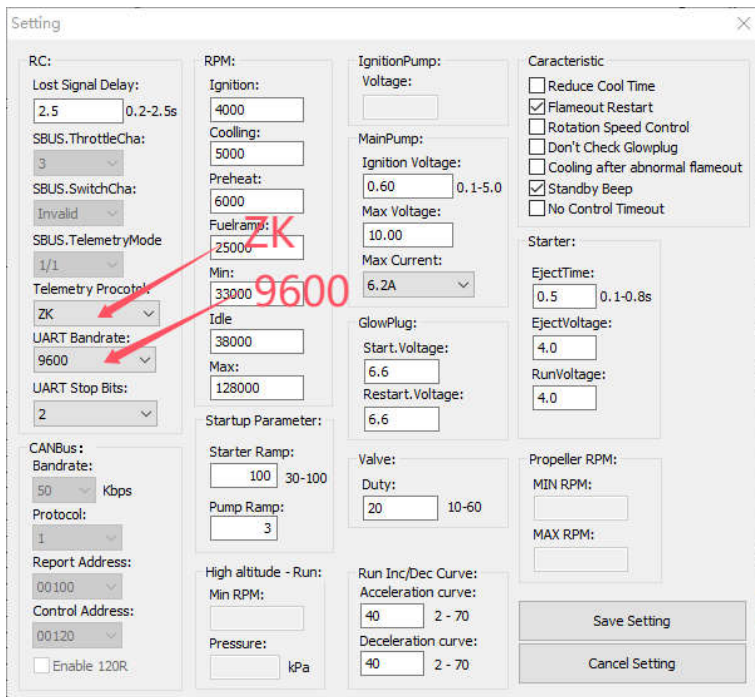 Setting
RC:
Lost Signal Delay:
2.5 0.2-2.5s
SBUS.ThrottleCha:
3
SBUS.SwitchCha:
Invalid
SBUS.TelemetryMode
1/1
Telemetry Procotol:
ZK
UART Bandrate:
9600
UART Stop Bits:
2
CANBus:
Bandrate:
50 Kbps
Protocol:
1
Report Address:
00100
Control Address:
00120
Enable 120R
RPM:
Ignition:
4000
Coolling:
5000
Preheat:
6000
Fuelramp:
25000
Min:
33000
Idle
38000
Max:
128000
ZK
9600
Startup Parameter:
Starter Ramp:
100 30-100
Pump Ramp:
3
High altitude - Run:
Min RPM:
Pressure:
kPa
IgnitionPump:
Voltage:
MainPump:
Ignition Voltage:
0.60 0.1-5.0
Max Voltage:
10.00
Max Current:
6.2A
GlowPlug:
Start.Voltage:
6.6
Restart.Voltage:
6.6
Valve:
Duty:
20 10-60
Run Inc/Dec Curve:
Acceleration curve:
40 2 - 70
Deceleration curve:
40 2 - 70
Caracteristic
Reduce Cool Time
Flameout Restart
Rotation Speed Control
Don't Check Glowplug
Cooling after abnormal flameout
Standby Beep
No Control Timeout
Starter:
EjectTime:
0.5 0.1-0.8s
EjectVoltage:
4.0
RunVoltage:
4.0
Propeller RPM:
MIN RPM:
MAX RPM:
Save Setting
Cancel Setting